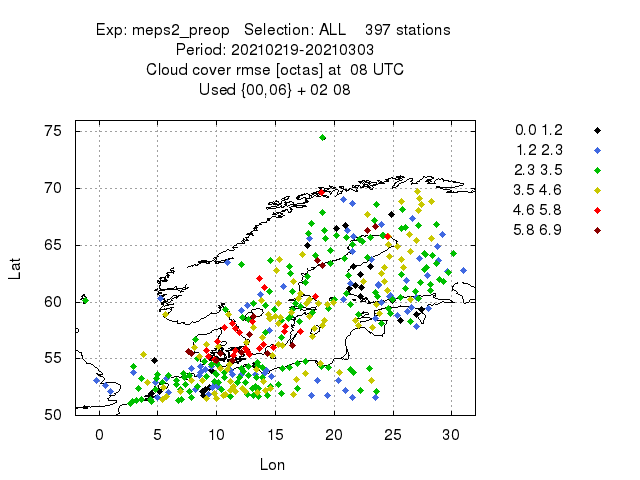 Exp: meps2_preop   Selection: ALL    397 stations
Period: 20210219-20210303
Cloud cover rmse [octas] at  08 UTC
Used {00,06} + 02 08
75
70
65
60
55
50
Lat
0 5 10 15 20 25 30
Lon
0.0 1.2
1.2 2.3
2.3 3.5
3.5 4.6
4.6 5.8
5.8 6.9